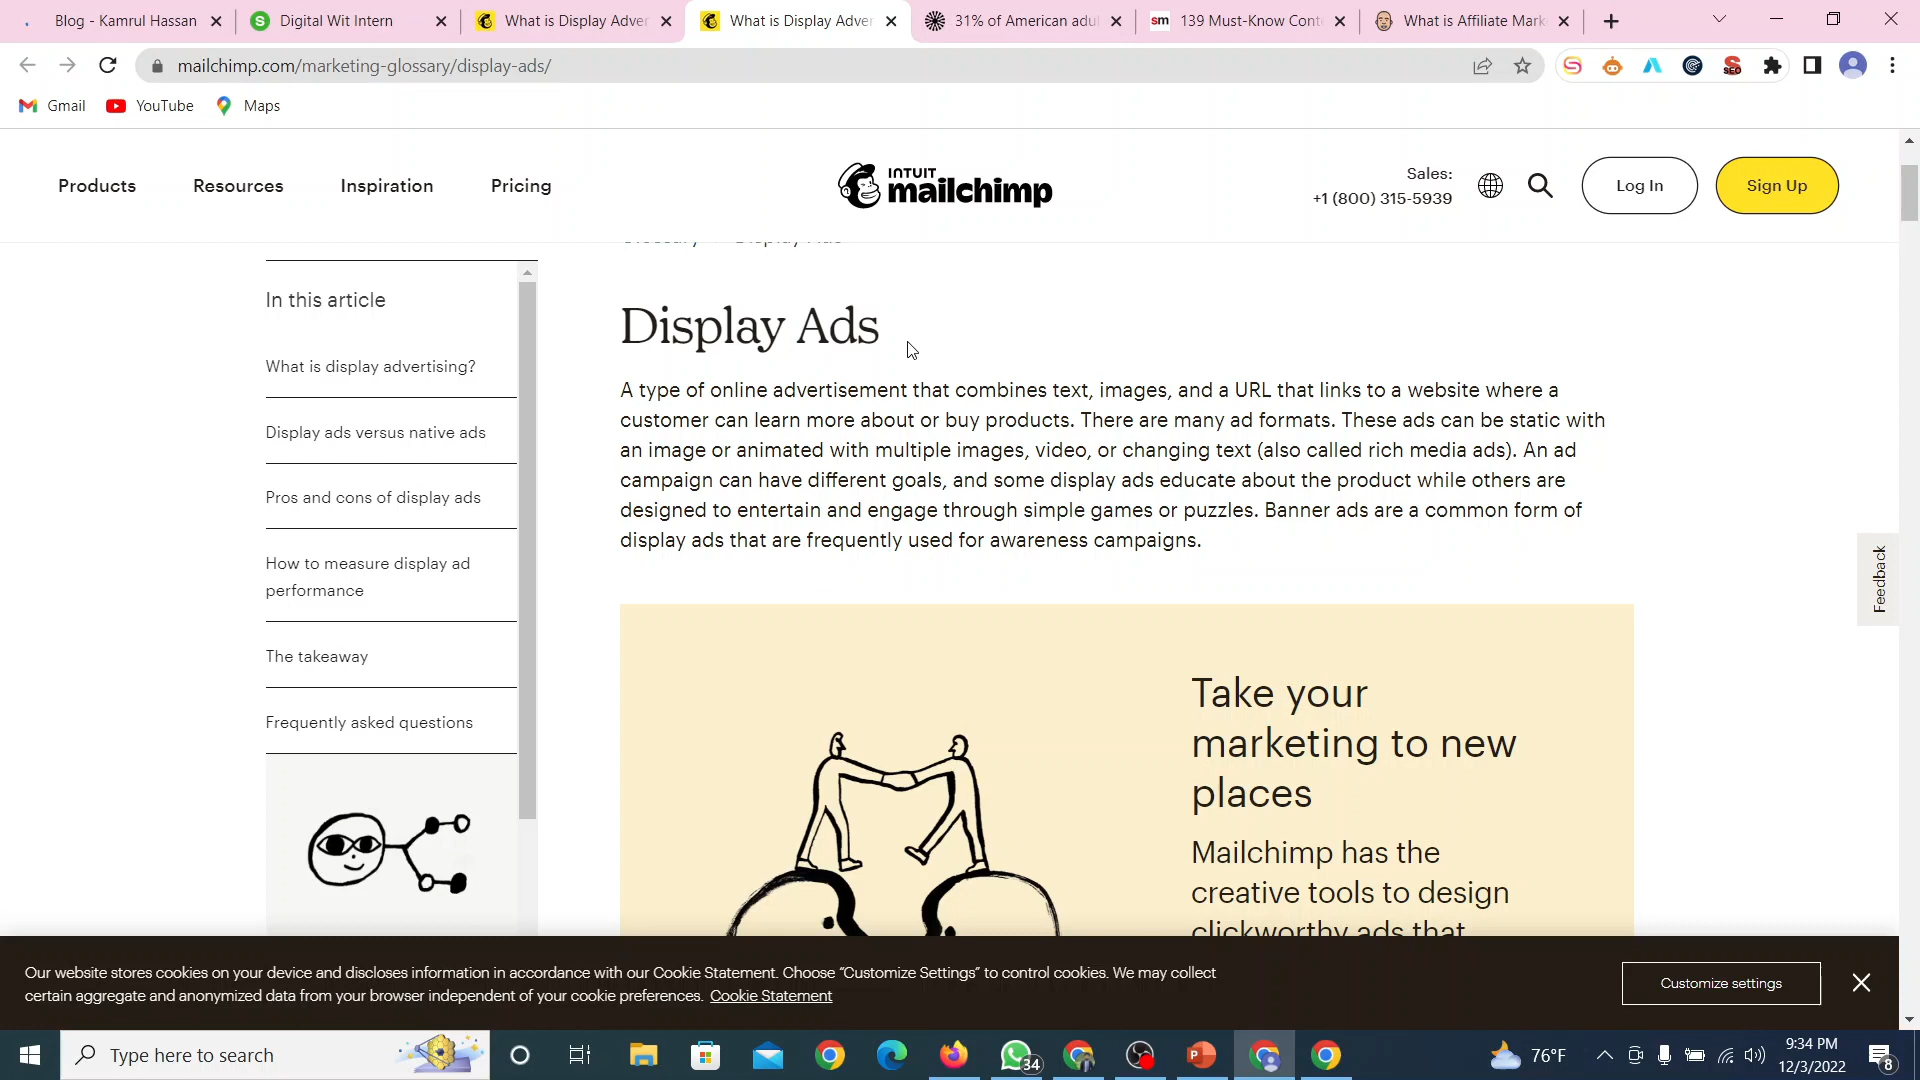 Blog - Kamrul Hassan
Digital Wit Intern
What is Display Adver
What is Display Adver
31% of American adul
sm 139 Must-Know Conte
What is Affiliate Mark
mailchimp.com/marketing-glossary/display-ads/
SEO
Gmail YouTube Maps
Products Resources Inspiration Pricing
INTUIT
mailchimp
Sales:
+1 (800) 315-5939
Log In
Sign Up
In this article
What is display advertising?
Display ads versus native ads
Pros and cons of display ads
How to measure display ad
performance
The takeaway
Frequently asked questions
Display Ads
A type of online advertisement that combines text, images, and a URL that links to a website where a
customer can learn more about or buy products. There are many ad formats. These ads can be static with
an image or animated with multiple images, video, or changing text (also called rich media ads). An ad
campaign can have different goals, and some display ads educate about the product while others are
designed to entertain and engage through simple games or puzzles. Banner ads are a common form of
display ads that are frequently used for awareness campaigns.
Take your
marketing to new
places
Mailchimp has the
creative tools to design
clickworthy ads that
Feedback
Our website stores cookies on your device and discloses information in accordance with our Cookie Statement. Choose “Customize Settings” to control cookies. We may collect
certain aggregate and anonymized data from your browser independent of your cookie preferences. Cookie Statement
Customize settings
Type here to search
34
76°F
9:34 PM
12/3/2022
8